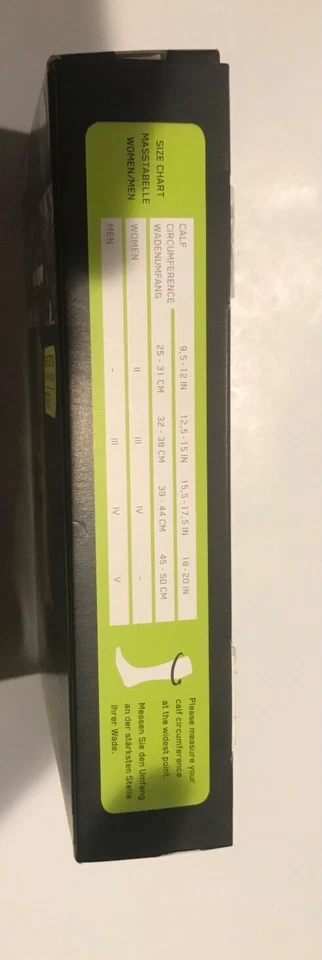 SIZE CHART
MASSTABELLE
WOMEN/MEN
CALF
CIRCUMFERENCE 9,5 - 12 IN 12,5 - 15 IN 15,5 - 17,5 IN 18 - 20 IN
WADENUMFANG 25 - 31 CM 32 - 38 CM 39 - 44 CM 45 - 50 CM
WOMEN II III IV -
MEN - III IV V
Please measure your
calf circumference
at the widest point
Messen Sie den Umfang
an der stärksten Stelle
Ihrer Wade.